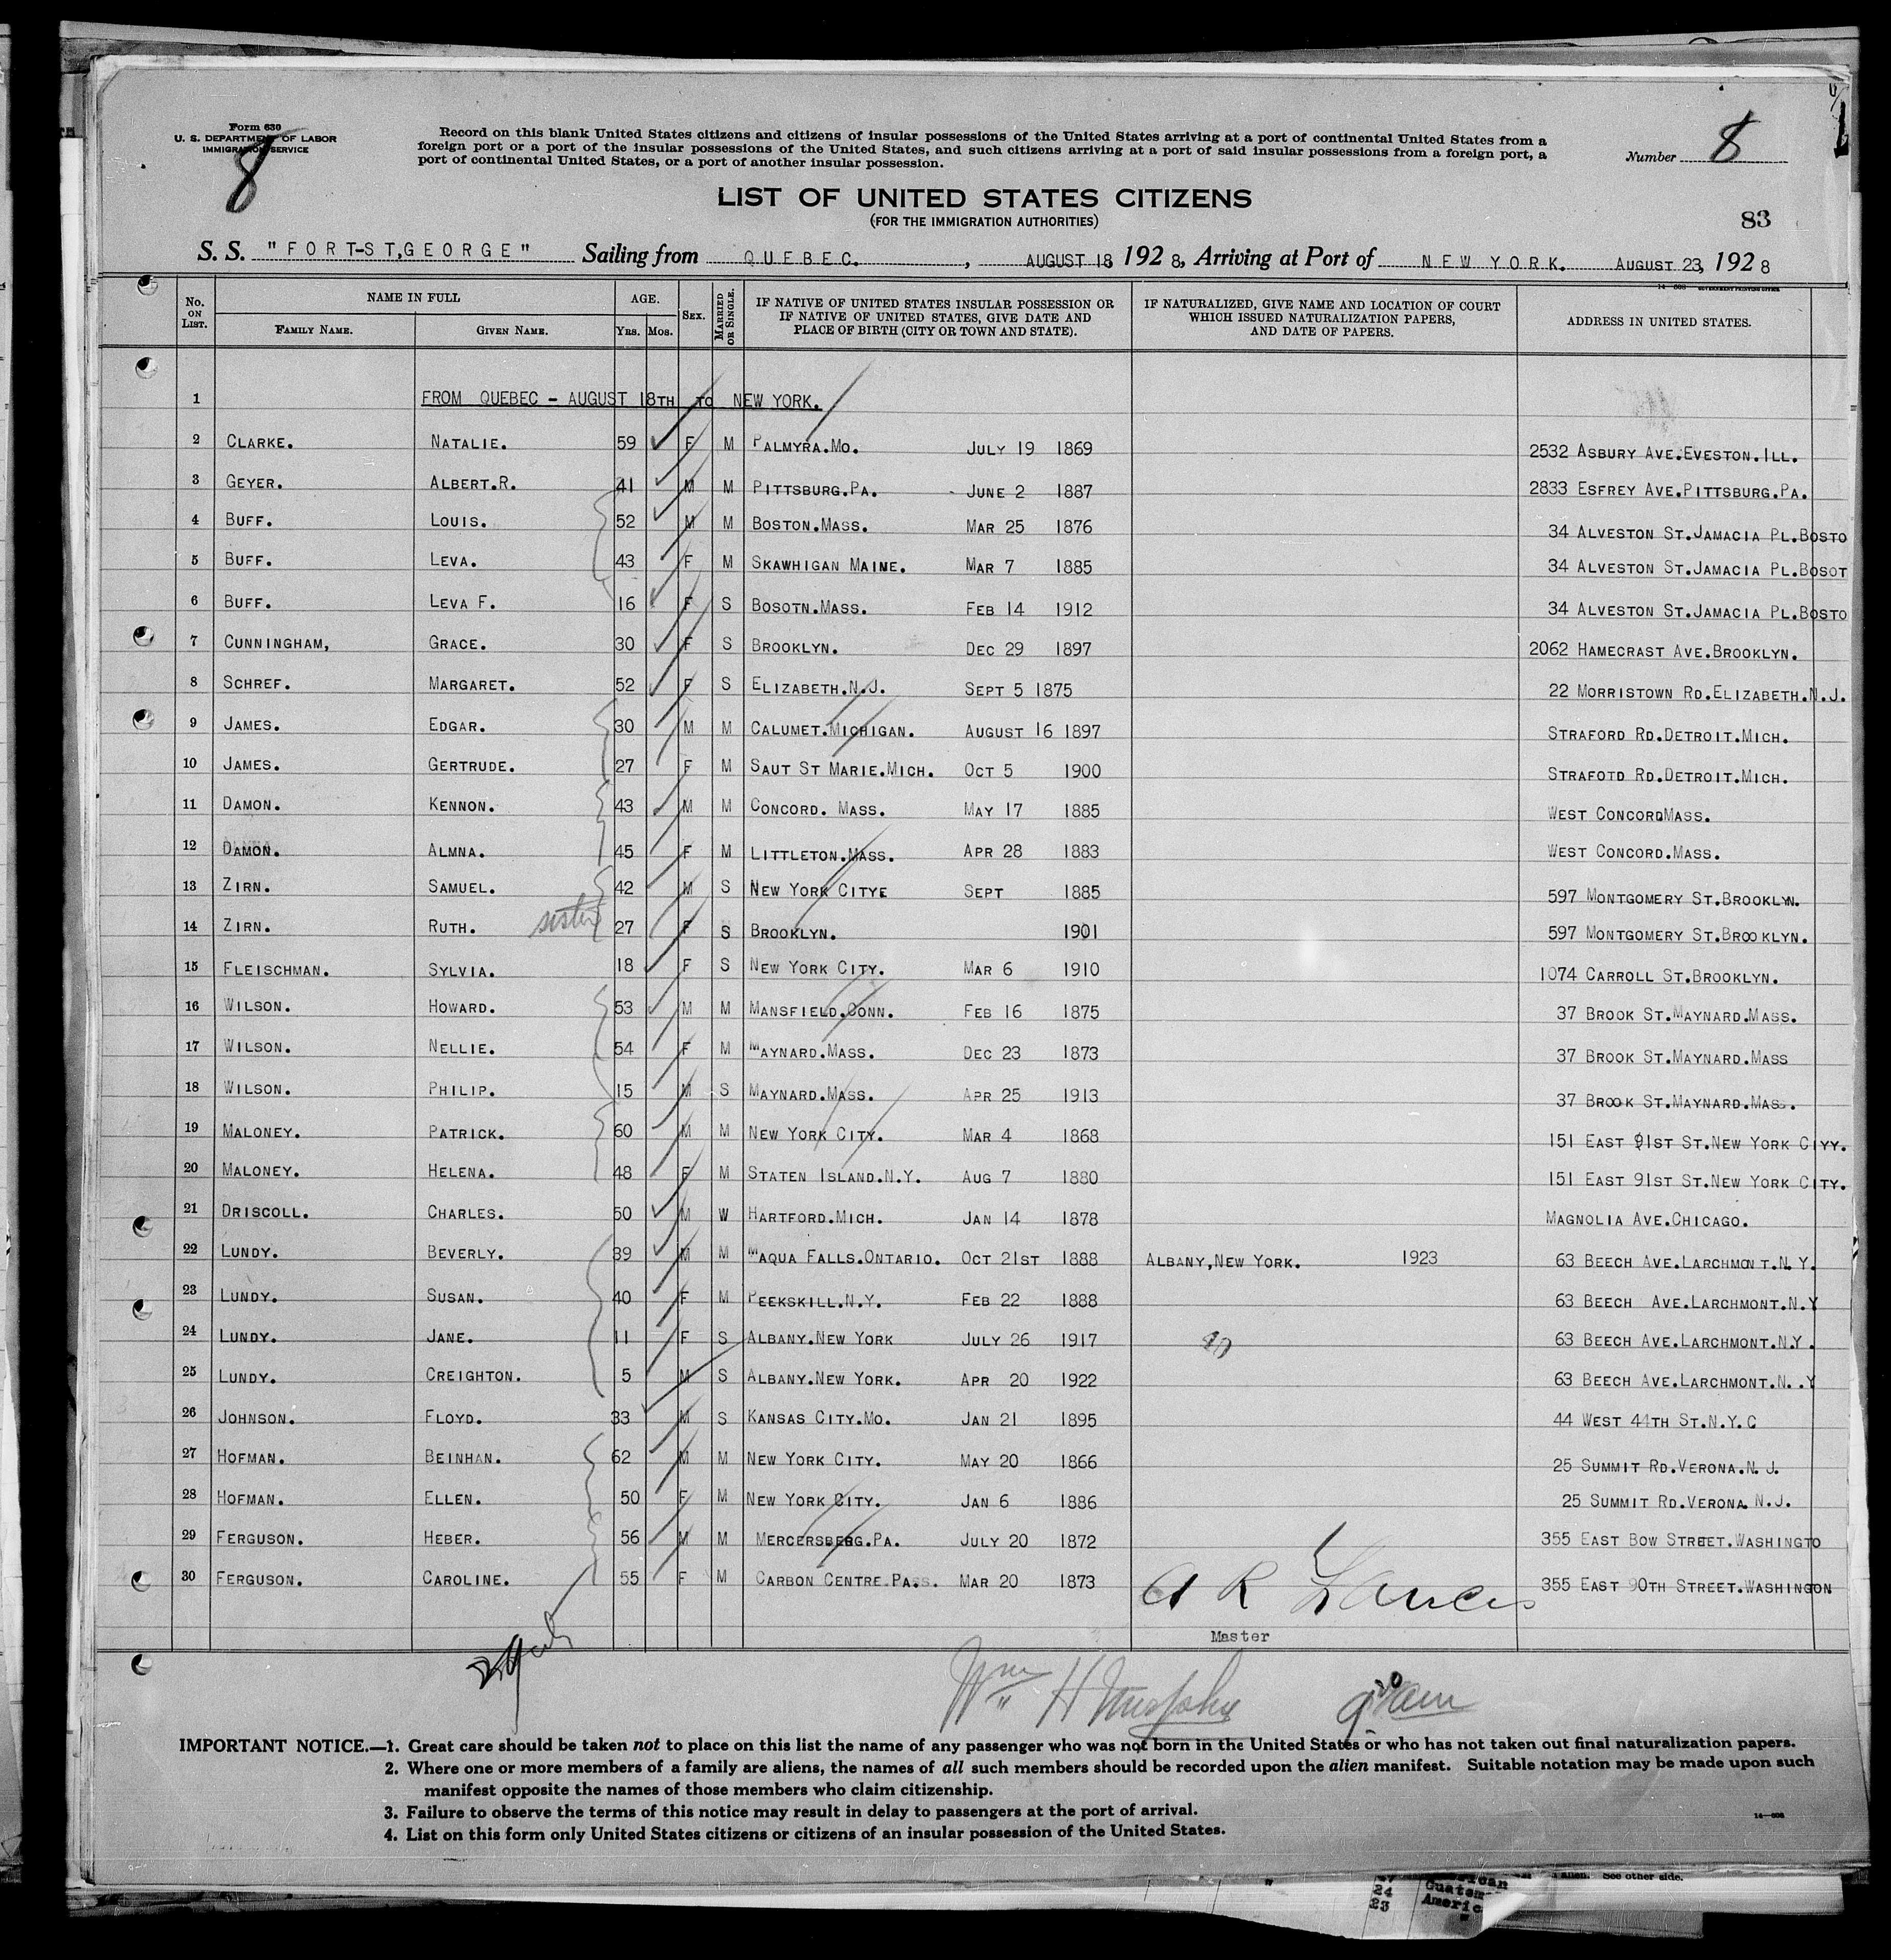 Form 630
U. S. DEPARTMENT OF LABOR
IMMIGRATION SERVICE
8
Record on this blank United States citizens and citizens of insular possessions of the United States arriving at a port of continental United States from a
foreign port or a port of the insular possessions of the United States, and such citizens arriving at a port of said insular possessions from a foreign port, a
port of continental United States, or a port of another insular possession.
Number 8
LIST OF UNITED STATES CITIZENS
(FOR THE IMMIGRATION AUTHORITIES)
83
S. S. "FORT-ST,GEORGE" Sailing from QUEBEC. , AUGUST 18, 1928, Arriving at Port of NEW YORK. AUGUST 23, 1928
No. ON LIST. NAME IN FULL FAMILY NAME. GIVEN NAME. AGE. YRS. MOS. SEX. MARRIED OR SINGLE. IF NATIVE OF UNITED STATES INSULAR POSSESSION OR IF NATIVE OF UNITED STATES, GIVE DATE AND PLACE OF BIRTH (CITY OR TOWN AND STATE). IF NATURALIZED, GIVE NAME AND LOCATION OF COURT WHICH ISSUED NATURALIZATION PAPERS, AND DATE OF PAPERS. ADDRESS IN UNITED STATES.
1 FROM QUEBEC - AUGUST 18TH TO NEW YORK.
2 CLARKE. NATALIE. 59 F M PALMYRA.MO. JULY 19 1869 2532 ASBURY AVE.EVESTON.ILL.
3 GEYER. ALBERT.R. 41 M M PITTSBURG.PA. JUNE 2 1887 2833 ESFREY AVE.PITTSBURG.PA.
4 BUFF. LOUIS. 52 M M BOSTON.MASS. MAR 25 1876 34 ALVESTON ST.JAMACIA PL.BOSTO
5 BUFF. LEVA. 43 F M SKAWHIGAN MAINE. MAR 7 1885 34 ALVESTON ST.JAMACIA PL.BOSOT
6 BUFF. LEVA F. 16 F S BOSOTN.MASS. FEB 14 1912 34 ALVESTON ST.JAMACIA PL.BOSTO
7 CUNNINGHAM, GRACE. 30 F S BROOKLYN. DEC 29 1897 2062 HAMECRAST AVE.BROOKLYN.
8 SCHREF. MARGARET. 52 F S ELIZABETH.N.J. SEPT 5 1875 22 MORRISTOWN RD.ELIZABETH.N.J.
9 JAMES. EDGAR. 30 M M CALUMET.MICHIGAN. AUGUST 16 1897 STRAFORD RD.DETROIT.MICH.
10 JAMES. GERTRUDE. 27 F M SAUT ST MARIE.MICH. OCT 5 1900 STRAFOTD RD.DETROIT.MICH.
11 DAMON. KENNON. 43 M M CONCORD. MASS. MAY 17 1885 WEST CONCORDMASS.
12 DAMON. ALMNA. 45 F M LITTLETON.MASS. APR 28 1883 WEST CONCORD.MASS.
13 ZIRN. SAMUEL. 42 M S NEW YORK CITYE SEPT 1885 597 MONTGOMERY ST.BROOKLYN.
14 ZIRN. RUTH. sister 27 F S BROOKLYN. 1901 597 MONTGOMERY ST.BROOKLYN.
15 FLEISCHMAN. SYLVIA. 18 F S NEW YORK CITY. MAR 6 1910 1074 CARROLL ST.BROOKLYN.
16 WILSON. HOWARD. 53 M M MANSFIELD.CONN. FEB 16 1875 37 BROOK ST.MAYNARD.MASS.
17 WILSON. NELLIE. 54 F M MAYNARD.MASS. DEC 23 1873 37 BROOK ST.MAYNARD.MASS
18 WILSON. PHILIP. 15 M S MAYNARD.MASS. APR 25 1913 37 BROOK ST.MAYNARD.MASS.
19 MALONEY. PATRICK. 60 M M NEW YORK CITY. MAR 4 1868 151 EAST 91ST ST.NEW YORK CIYY.
20 MALONEY. HELENA. 48 F M STATEN ISLAND.N.Y. AUG 7 1880 151 EAST 91ST ST.NEW YORK CITY.
21 DRISCOLL. CHARLES. 50 M W HARTFORD.MICH. JAN 14 1878 MAGNOLIA AVE.CHICAGO.
22 LUNDY. BEVERLY. 39 M M MAQUA FALLS.ONTARIO. OCT 21ST 1888 ALBANY,NEW YORK. 1923 63 BEECH AVE.LARCHMONT.N.Y.
23 LUNDY. SUSAN. 40 F M PEEKSKILL.N.Y. FEB 22 1888 63 BEECH AVE.LARCHMONT.N.Y
24 LUNDY. JANE. 11 F S ALBANY.NEW YORK JULY 26 1917 63 BEECH AVE.LARCHMONT.N.Y.
25 LUNDY. CREIGHTON. 5 M S ALBANY.NEW YORK. APR 20 1922 63 BEECH AVE.LARCHMONT.N..Y
26 JOHNSON. FLOYD. 33 M S KANSAS CITY.MO. JAN 21 1895 44 WEST 44TH ST.N.Y.C
27 HOFMAN. BEINHAN. 62 M M NEW YORK CITY. MAY 20 1866 25 SUMMIT RD.VERONA.N.J.
28 HOFMAN. ELLEN. 50 F M NEW YORK CITY. JAN 6 1886 25 SUMMIT RD.VERONA. N.J.
29 FERGUSON. HEBER. 56 M M MERCERSBERG.PA. JULY 20 1872 355 EAST BOW STREET.WASHINGTO
30 FERGUSON. CAROLINE. 55 F M CARBON CENTRE.PASS. MAR 20 1873 355 EAST 90TH STREET.WASHINGON
Master
Wm H Murphy
IMPORTANT NOTICE.—1. Great care should be taken not to place on this list the name of any passenger who was not born in the United States or who has not taken out final naturalization papers.
2. Where one or more members of a family are aliens, the names of all such members should be recorded upon the alien manifest. Suitable notation may be made upon such
manifest opposite the names of those members who claim citizenship.
3. Failure to observe the terms of this notice may result in delay to passengers at the port of arrival.
4. List on this form only United States citizens or citizens of an insular possession of the United States.
See other side.
24
23